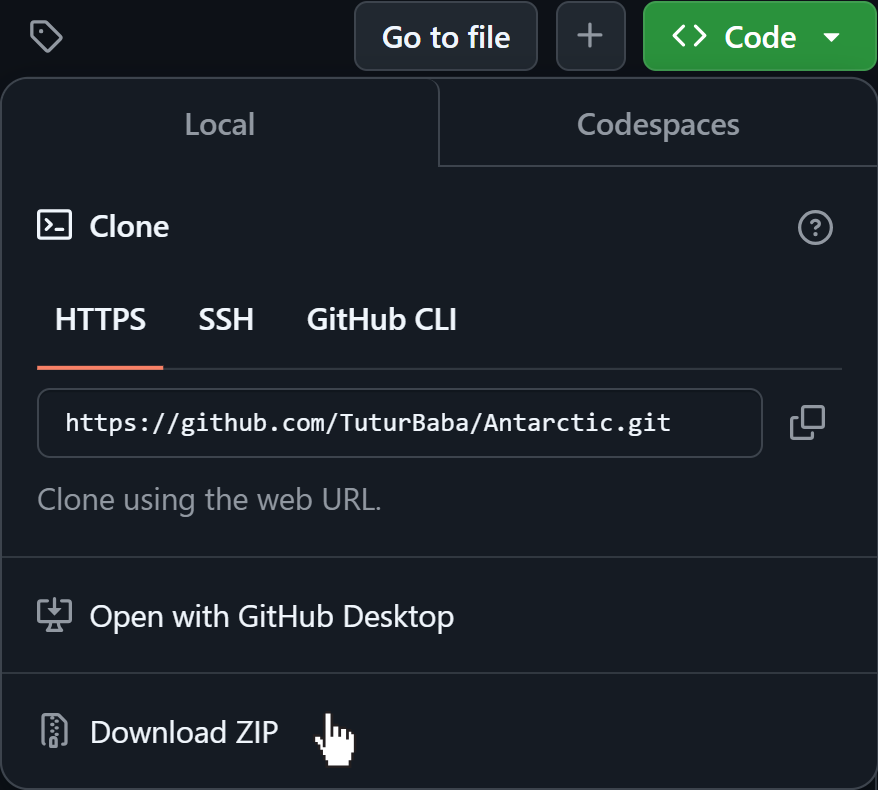 Go to file
Code
Local
Codespaces
Clone
HTTPS
SSH
GitHub CLI
https://github.com/TuturBaba/Antarctic.git
Clone using the web URL.
Open with GitHub Desktop
Download ZIP